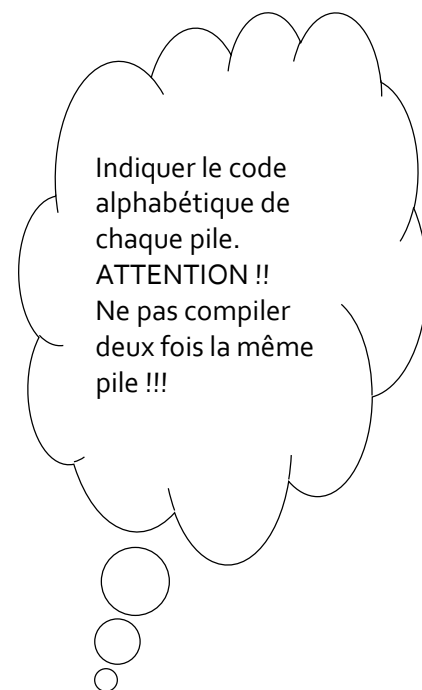 Indiquer le code
alphabétique de
chaque pile.
ATTENTION !!
Ne pas compiler
deux fois la même
pile !!!